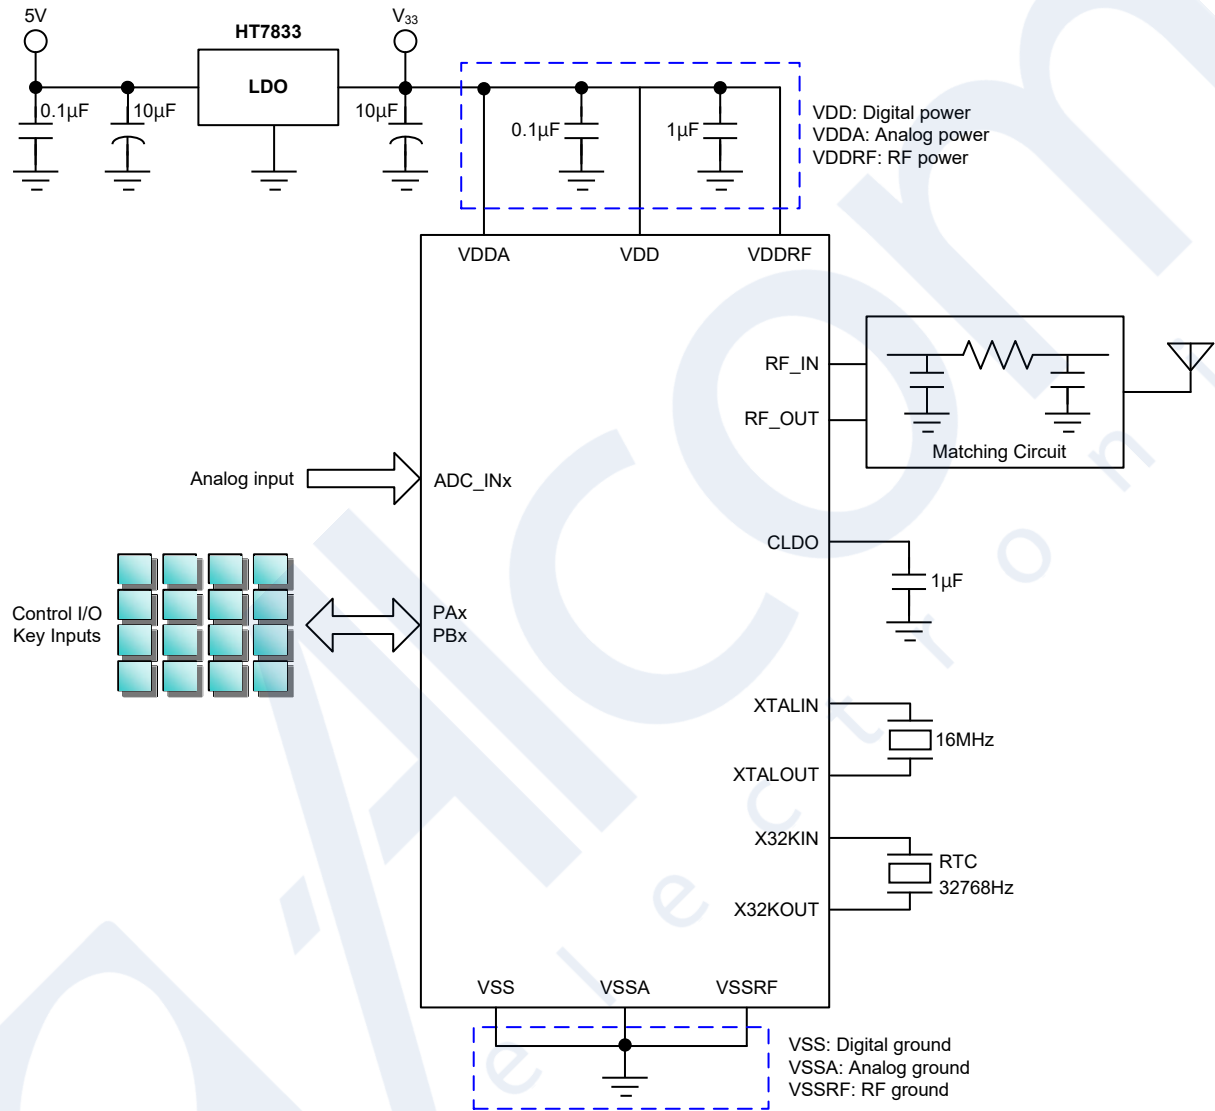 5V
V₃₃
HT7833
LDO
0.1µF
10µF
10µF
0.1µF
1µF
VDD: Digital power
VDDA: Analog power
VDDRF: RF power
VDDA
VDD
VDDRF
RF_IN
RF_OUT
Matching Circuit
Analog input
ADC_INx
CLDO
1µF
Control I/O
Key Inputs
PAx
PBx
XTALIN
16MHz
XTALOUT
X32KIN
RTC
32768Hz
X32KOUT
VSS
VSSA
VSSRF
VSS: Digital ground
VSSA: Analog ground
VSSRF: RF ground